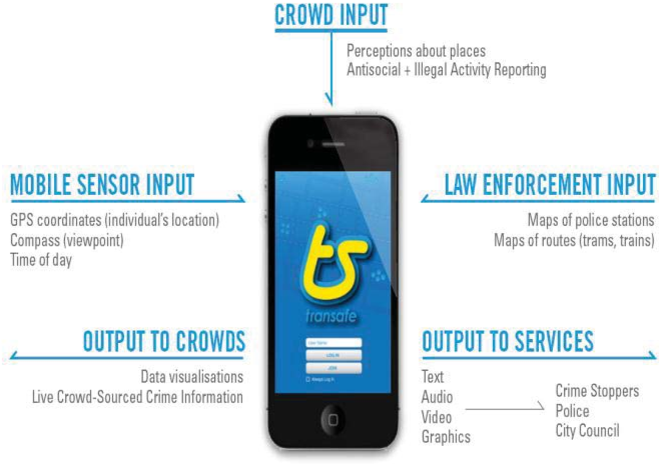 CROWD INPUT
Perceptions about places
Antisocial + Illegal Activity Reporting
MOBILE SENSOR INPUT
GPS coordinates (individual's location)
Compass (viewpoint)
Time of day
LAW ENFORCEMENT INPUT
Maps of police stations
Maps of routes (trams, trains)
ts
transafe
User Name
LOG IN
JOIN
Always Log In
OUTPUT TO CROWDS
Data visualisations
Live Crowd-Sourced Crime Information
OUTPUT TO SERVICES
Text
Audio
Video
Graphics
Crime Stoppers
Police
City Council